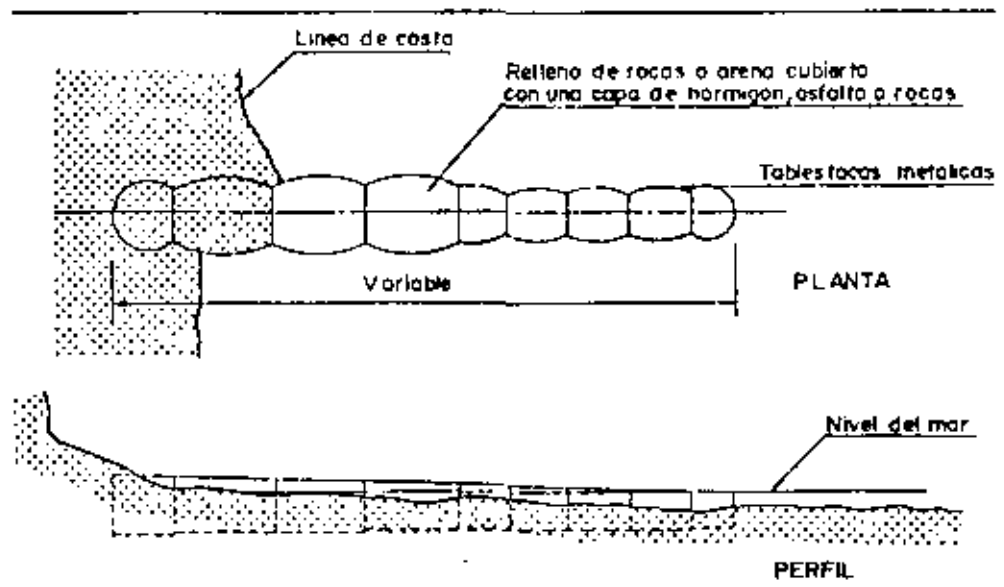 Linea de costa
Relleno de rocas o arena cubierto
con una capa de hormigon, asfalto o rocas
Tablestacas metalicas
Variable
PLANTA
Nivel del mar
PERFIL